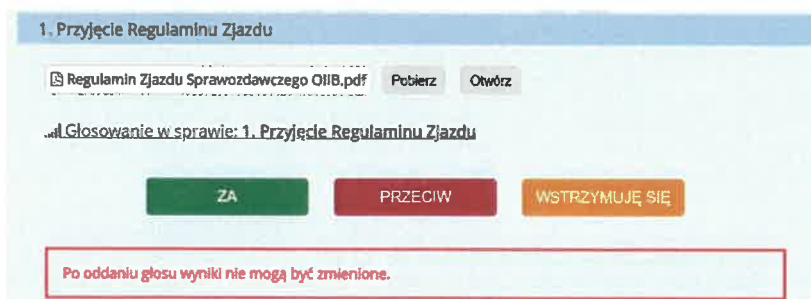 1. Przyjęcie Regulaminu Zjazdu
Regulamin Zjazdu Sprawozdawczego OIIB.pdf Pobierz Otwórz
Głosowanie w sprawie: 1. Przyjęcie Regulaminu Zjazdu
ZA PRZECIW WSTRZYMUJĘ SIĘ
Po oddaniu głosu wyniki nie mogą być zmienione.